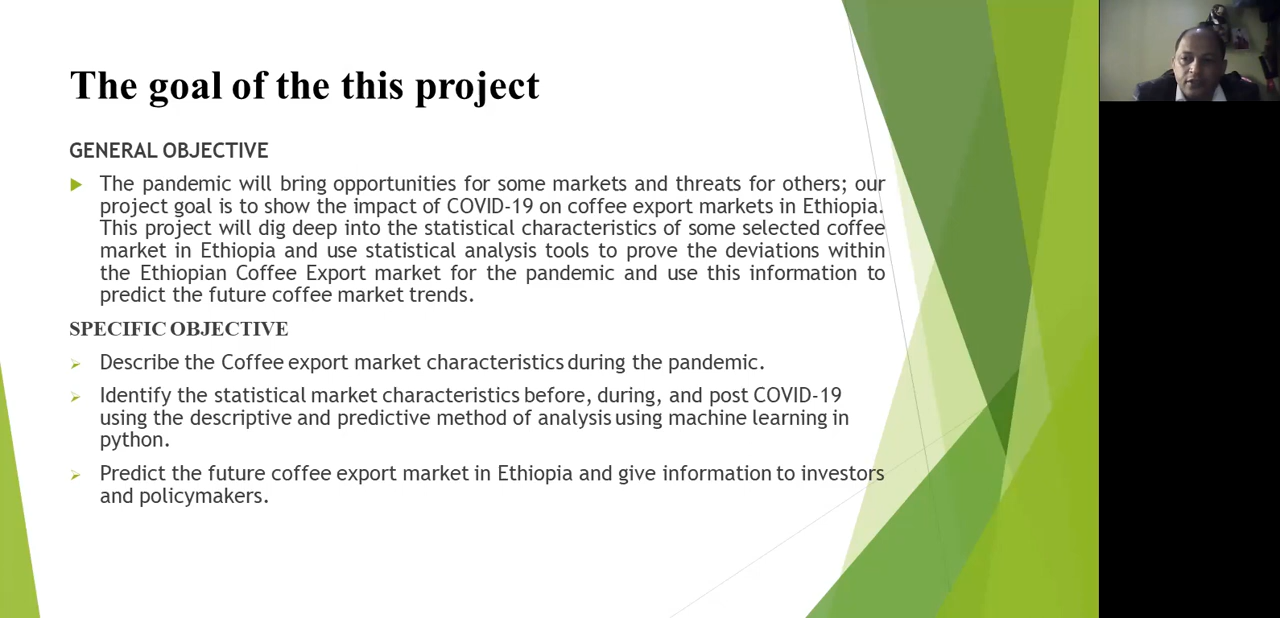 The goal of the this project
GENERAL OBJECTIVE
The pandemic will bring opportunities for some markets and threats for others; our
project goal is to show the impact of COVID-19 on coffee export markets in Ethiopia.
This project will dig deep into the statistical characteristics of some selected coffee
market in Ethiopia and use statistical analysis tools to prove the deviations within
the Ethiopian Coffee Export market for the pandemic and use this information to
predict the future coffee market trends.
SPECIFIC OBJECTIVE
Describe the Coffee export market characteristics during the pandemic.
Identify the statistical market characteristics before, during, and post COVID-19
using the descriptive and predictive method of analysis using machine learning in
python.
Predict the future coffee export market in Ethiopia and give information to investors
and policymakers.